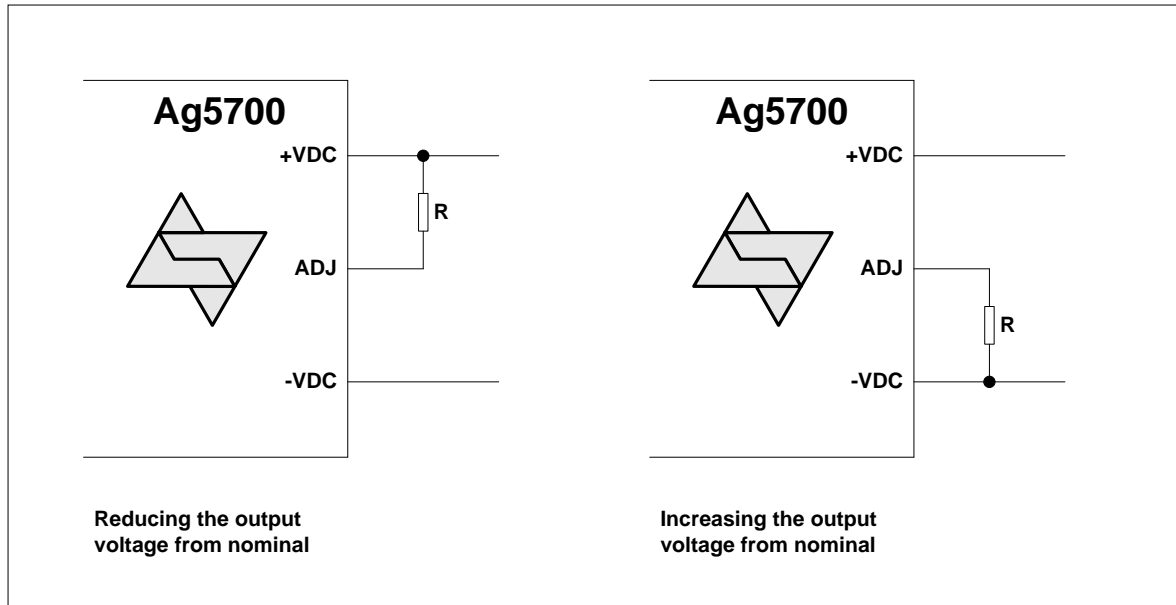 Ag5700
+VDC
R
ADJ
-VDC
Reducing the output
voltage from nominal
Ag5700
+VDC
ADJ
R
-VDC
Increasing the output
voltage from nominal